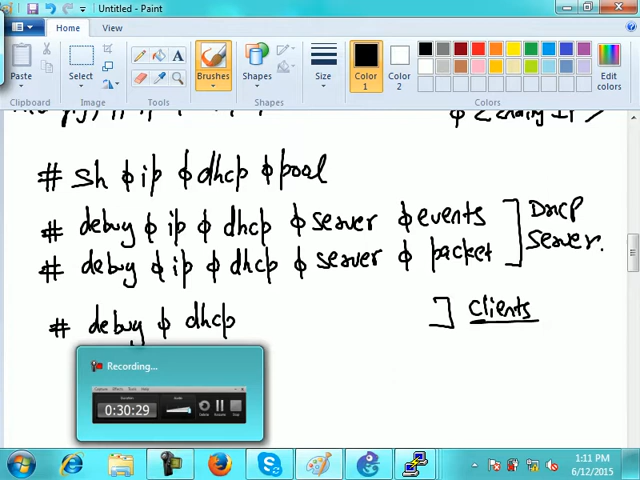 Untitled - Paint
Home View
Paste
Select
Brushes
Shapes
Size
Color 1
Color 2
Edit colors
Clipboard Image Tools Shapes Colors
ϕ < Ending IP >
# sh ϕ ip ϕ dhcp ϕ pool
# debug ϕ ip ϕ dhcp ϕ server ϕ events
DHCP
# debug ϕ ip ϕ dhcp ϕ server ϕ packet
Server.
# debug ϕ dhcp
Clients
Recording...
0:30:29
1:11 PM
6/12/2015